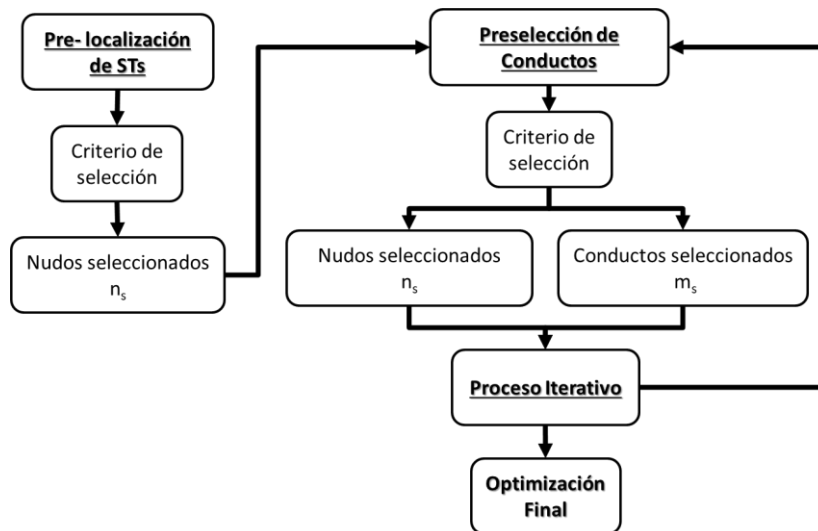 Pre- localización
de STs
Criterio de
selección
Nudos seleccionados
nₛ
Preselección de
Conductos
Criterio de
selección
Nudos seleccionados
nₛ
Conductos seleccionados
mₛ
Proceso Iterativo
Optimización
Final